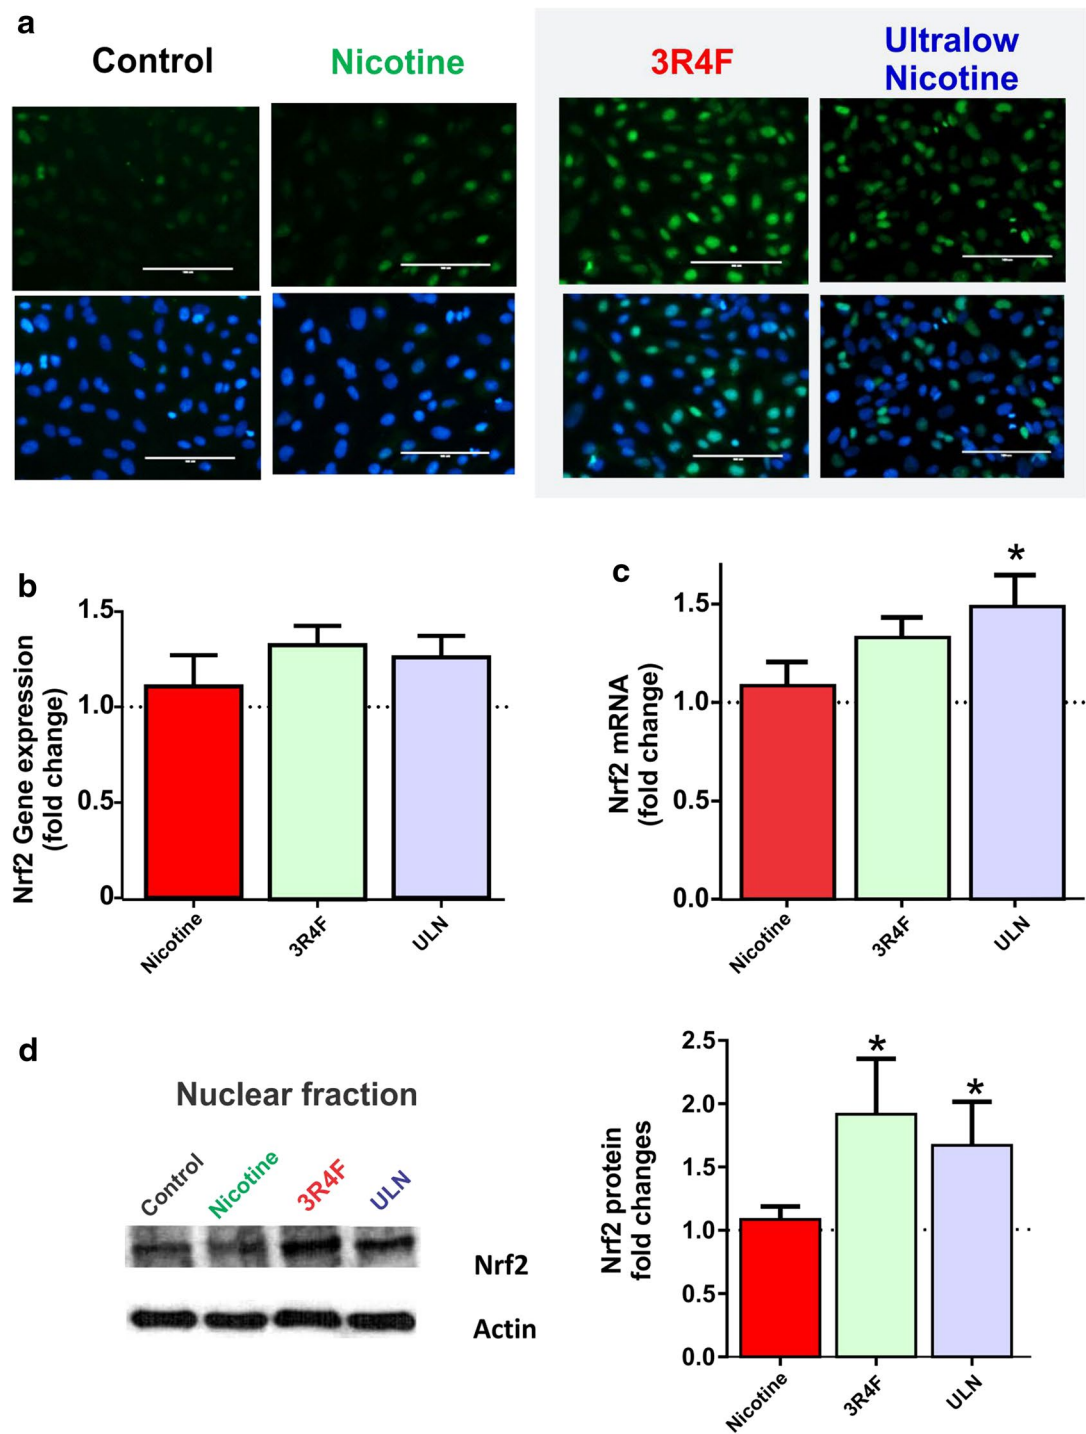 a
Control
Nicotine
3R4F
Ultralow
Nicotine
b
Nrf2 Gene expression
(fold change)
1.5
1.0
0.5
0
Nicotine
3R4F
ULN
c
Nrf2 mRNA
(fold change)
1.5
1.0
0.5
0.0
*
Nicotine
3R4F
ULN
d
Nuclear fraction
Control
Nicotine
3R4F
ULN
Nrf2
Actin
Nrf2 protein
fold changes
2.5
2.0
1.5
1.0
0.5
0.0
*
*
Nicotine
3R4F
ULN